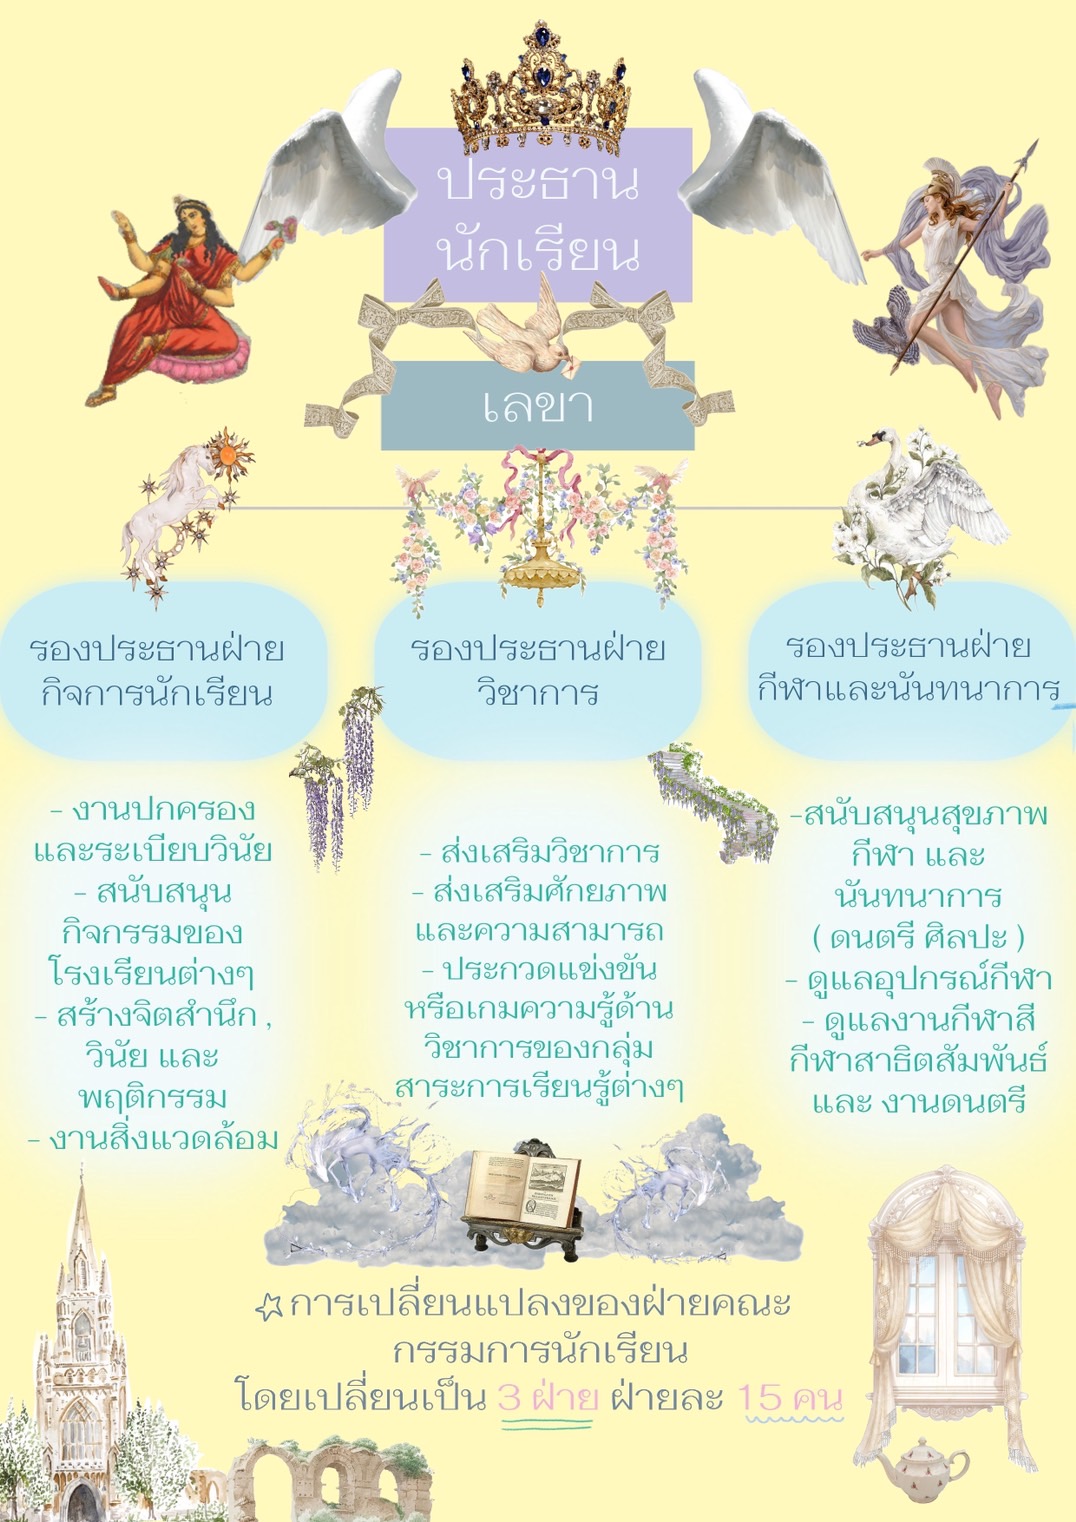 ประธาน
นักเรียน
เลขา
รองประธานฝ่าย
กิจการนักเรียน
รองประธานฝ่าย
วิชาการ
รองประธานฝ่าย
กีฬาและนันทนาการ
- งานปกครอง
และระเบียบวินัย
- สนับสนุน
กิจกรรมของ
โรงเรียนต่างๆ
- สร้างจิตสำนึก ,
วินัย และ
พฤติกรรม
- งานสิ่งแวดล้อม
- ส่งเสริมวิชาการ
- ส่งเสริมศักยภาพ
และความสามารถ
- ประกวดแข่งขัน
หรือเกมความรู้ด้าน
วิชาการของกลุ่ม
สาระการเรียนรู้ต่างๆ
-สนับสนุนสุขภาพ
กีฬา และ
นันทนาการ
( ดนตรี ศิลปะ )
- ดูแลอุปกรณ์กีฬา
- ดูแลงานกีฬาสี
กีฬาสาธิตสัมพันธ์
และ งานดนตรี
การเปลี่ยนแปลงของฝ่ายคณะ
กรรมการนักเรียน
โดยเปลี่ยนเป็น 3 ฝ่าย ฝ่ายละ 15 คน